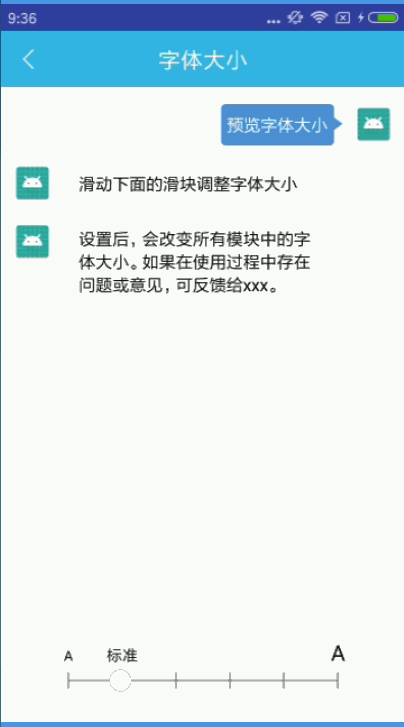 9:36
字体大小
预览字体大小
滑动下面的滑块调整字体大小
设置后，会改变所有模块中的字
体大小。如果在使用过程中存在
问题或意见，可反馈给xxx。
A 标准 A